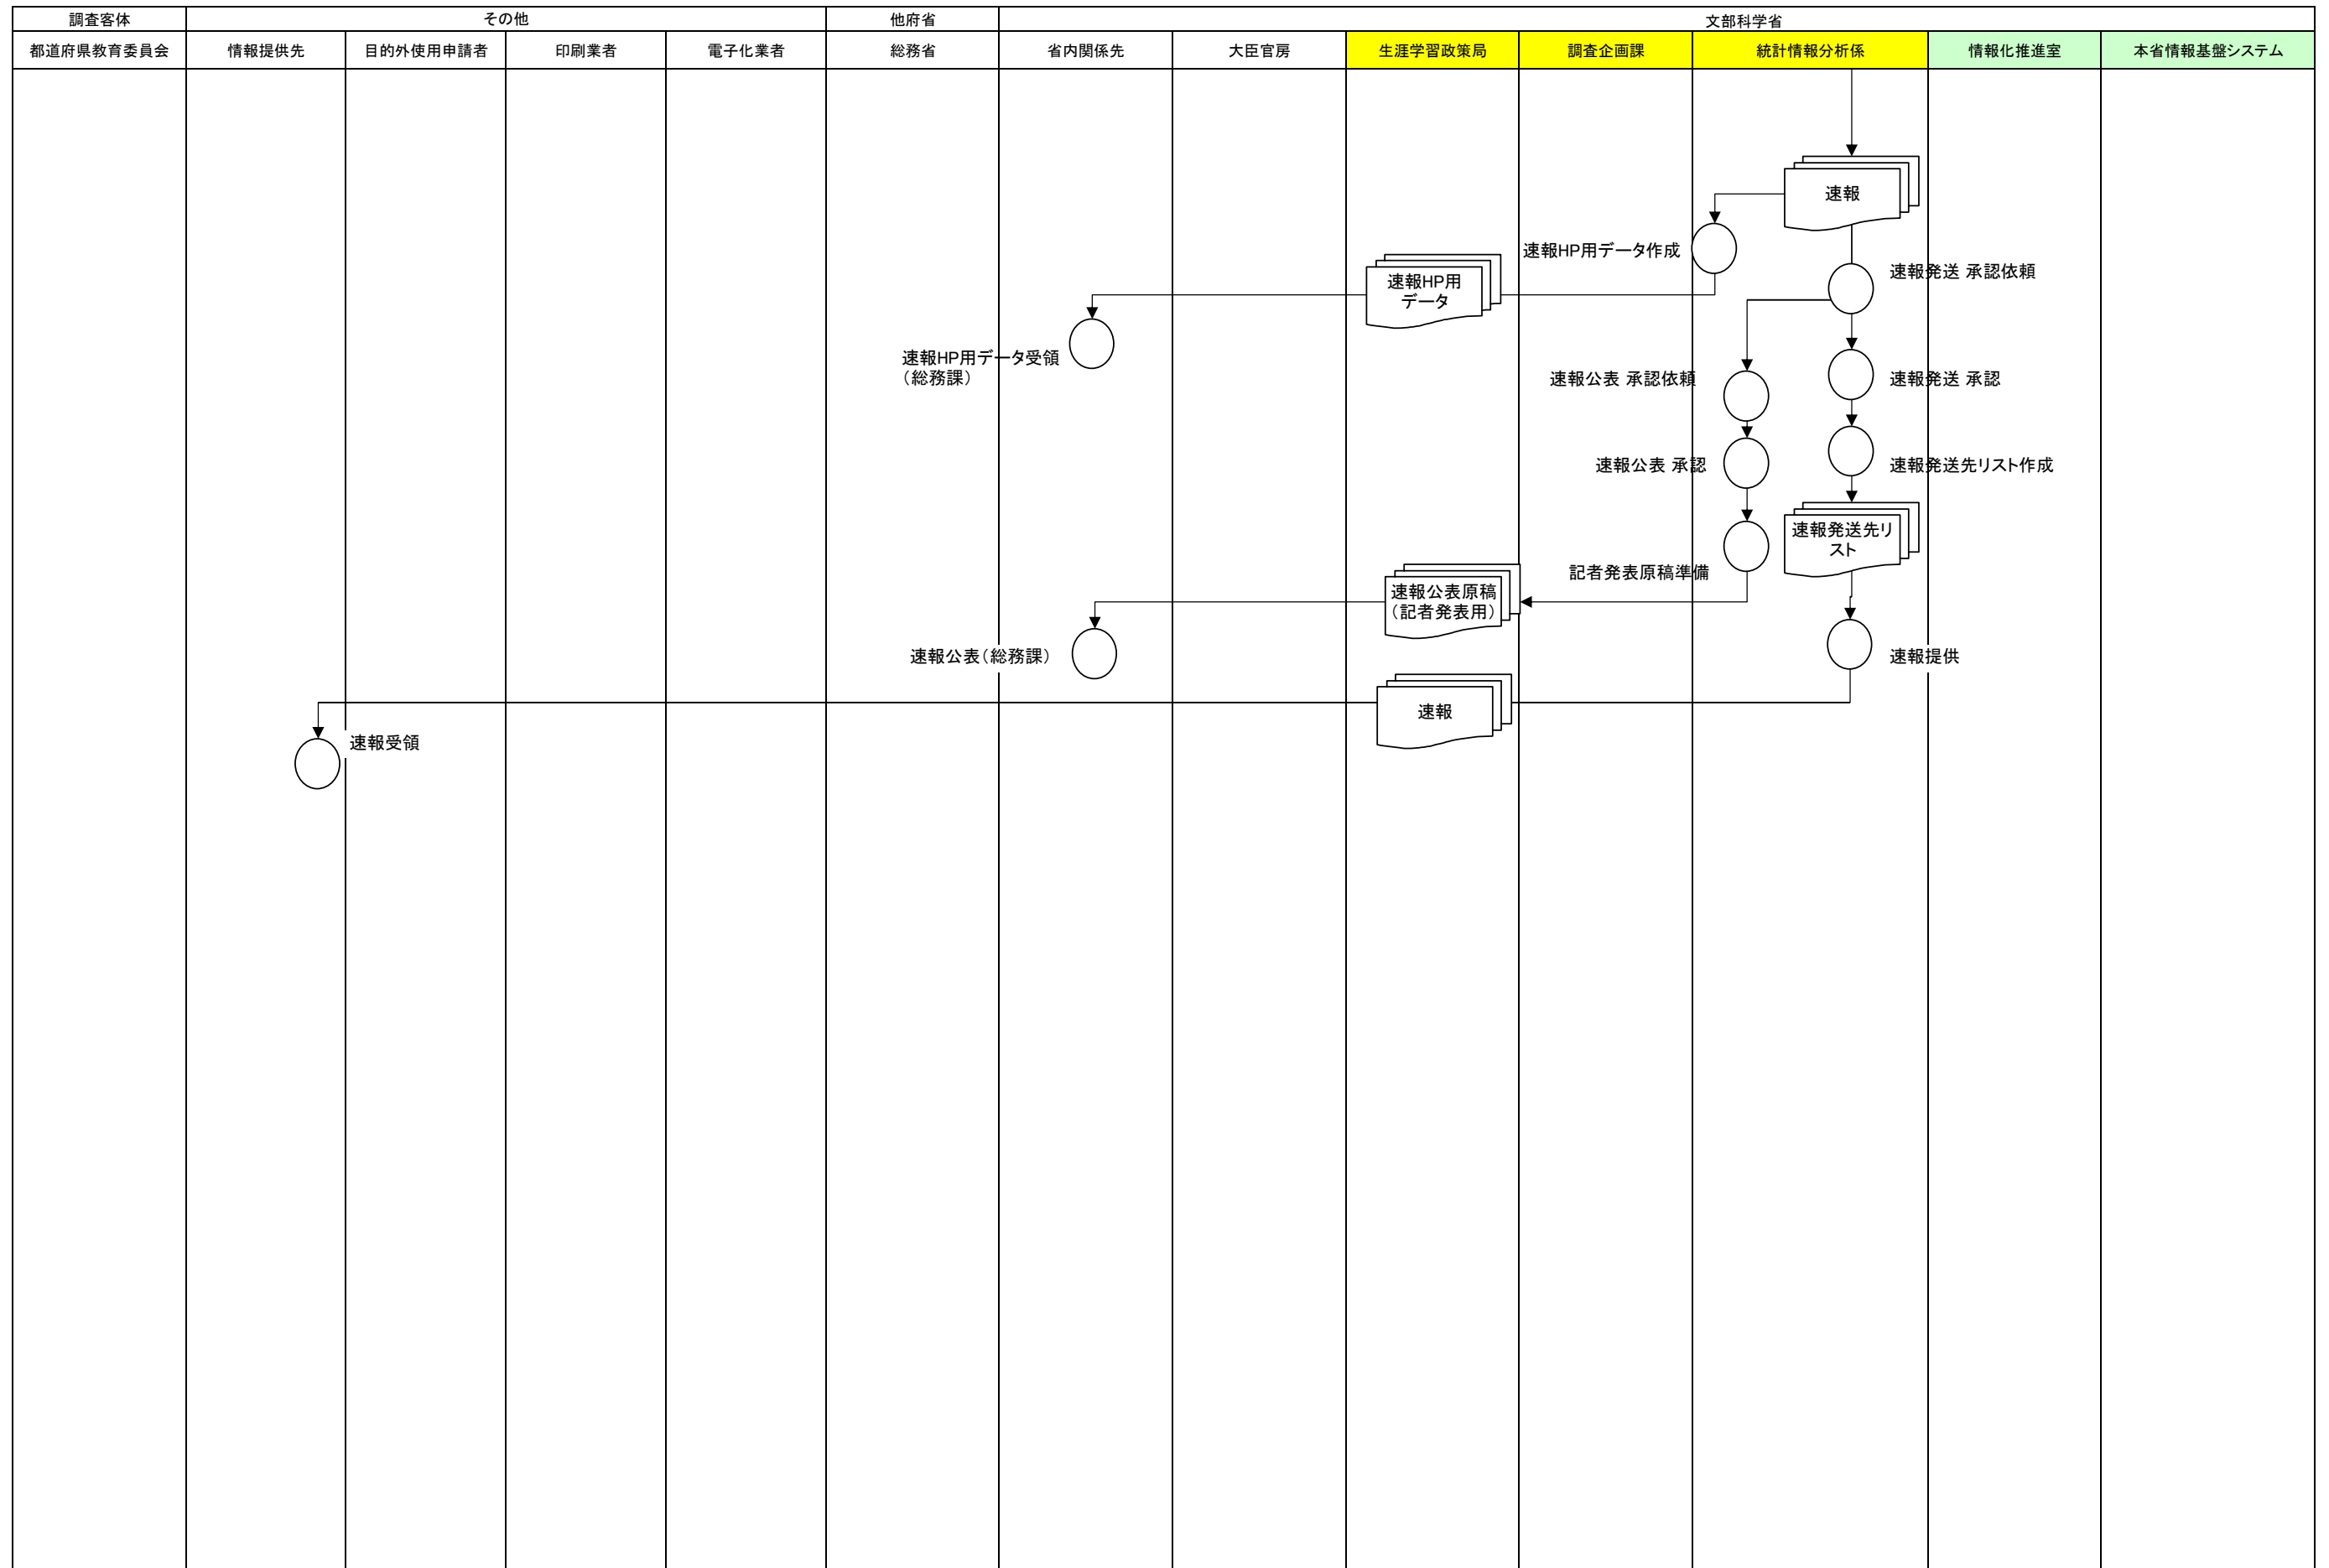 調査客体
その他
他府省
文部科学省
都道府県教育委員会
情報提供先
目的外使用申請者
印刷業者
電子化業者
総務省
省内関係先
大臣官房
生涯学習政策局
調査企画課
統計情報分析係
情報化推進室
本省情報基盤システム
速報
速報HP用データ作成
速報発送 承認依頼
速報HP用
データ
速報HP用データ受領
（総務課）
速報公表 承認依頼
速報発送 承認
速報公表 承認
速報発送先リスト作成
速報発送先リ
スト
記者発表原稿準備
速報公表原稿
（記者発表用）
速報公表（総務課）
速報提供
速報
速報受領